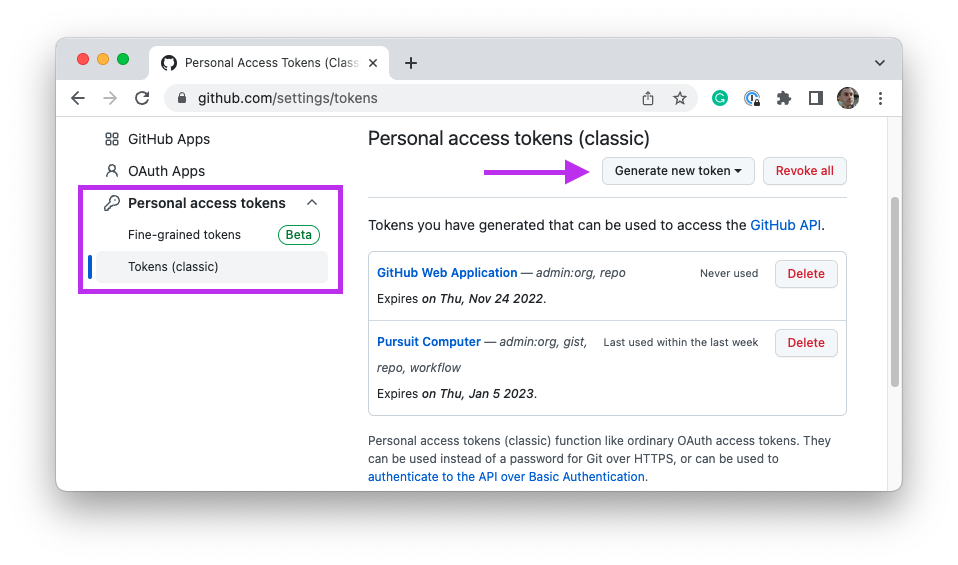 Personal Access Tokens (Class
github.com/settings/tokens
GitHub Apps
OAuth Apps
Personal access tokens
Fine-grained tokens Beta
Tokens (classic)
Personal access tokens (classic)
Generate new token Revoke all
Tokens you have generated that can be used to access the GitHub API.
GitHub Web Application — admin:org, repo Never used Delete
Expires on Thu, Nov 24 2022.
Pursuit Computer — admin:org, gist, Last used within the last week Delete
repo, workflow
Expires on Thu, Jan 5 2023.
Personal access tokens (classic) function like ordinary OAuth access tokens. They
can be used instead of a password for Git over HTTPS, or can be used to
authenticate to the API over Basic Authentication.